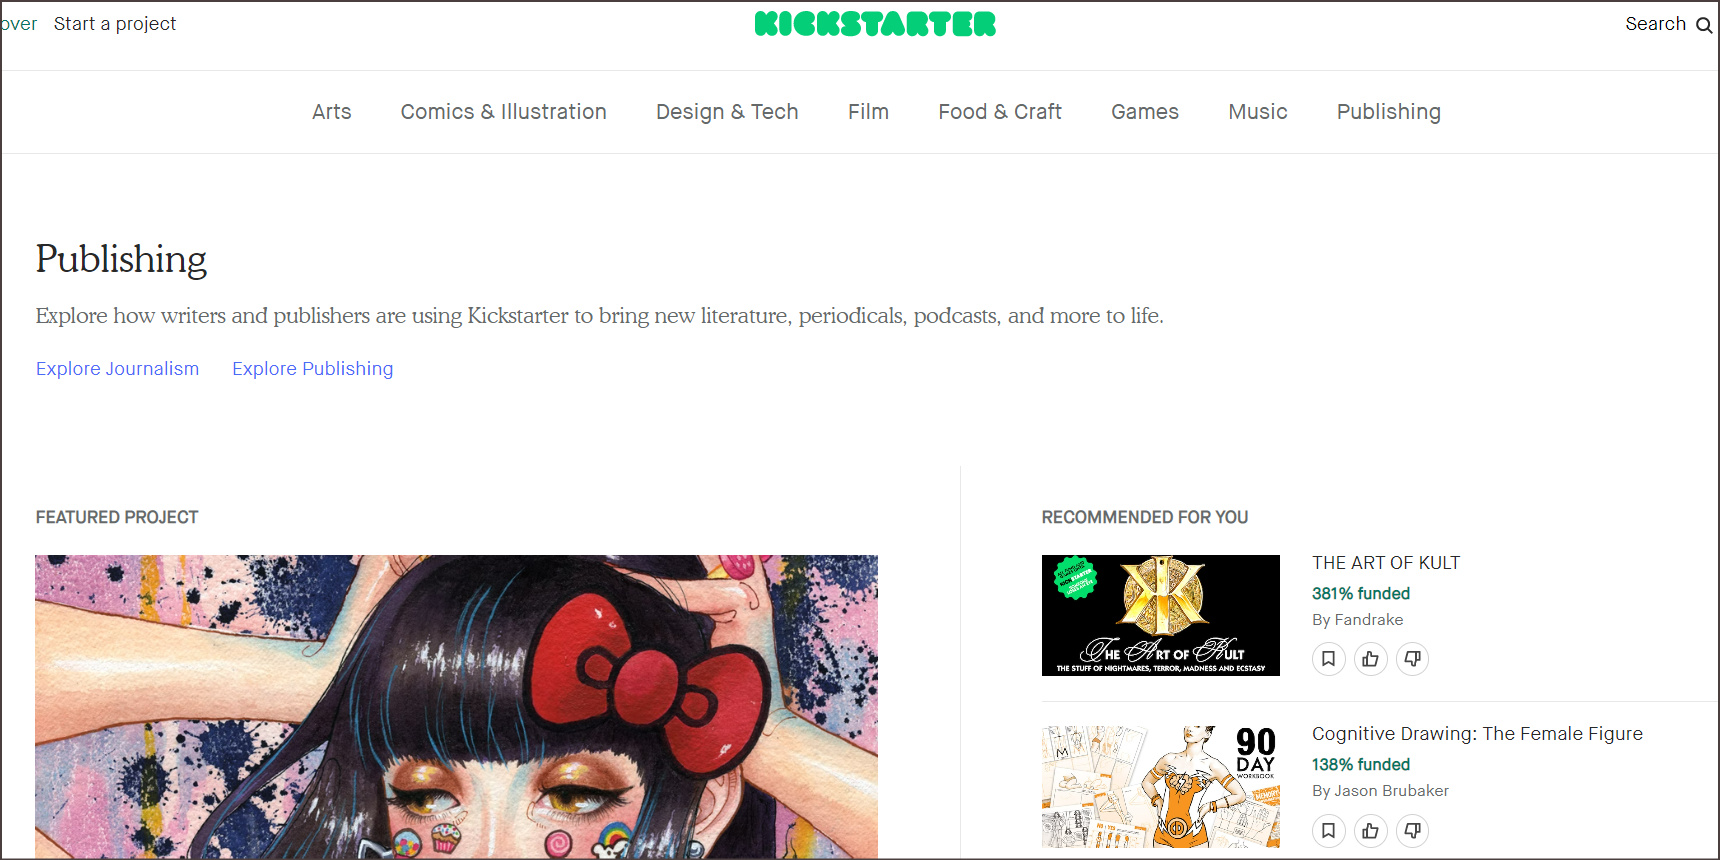 over Start a project KICKSTARTER Search
Arts Comics & Illustration Design & Tech Film Food & Craft Games Music Publishing
Publishing
Explore how writers and publishers are using Kickstarter to bring new literature, periodicals, podcasts, and more to life.
Explore Journalism Explore Publishing
FEATURED PROJECT
RECOMMENDED FOR YOU
KICKSTARTER
THE ART OF KULT
THE STUFF OF NIGHTMARES, TERROR, MADNESS AND ECSTASY
THE ART OF KULT
381% funded
By Fandrake
90
DAY
WORKBOOK
Cognitive Drawing: The Female Figure
138% funded
By Jason Brubaker